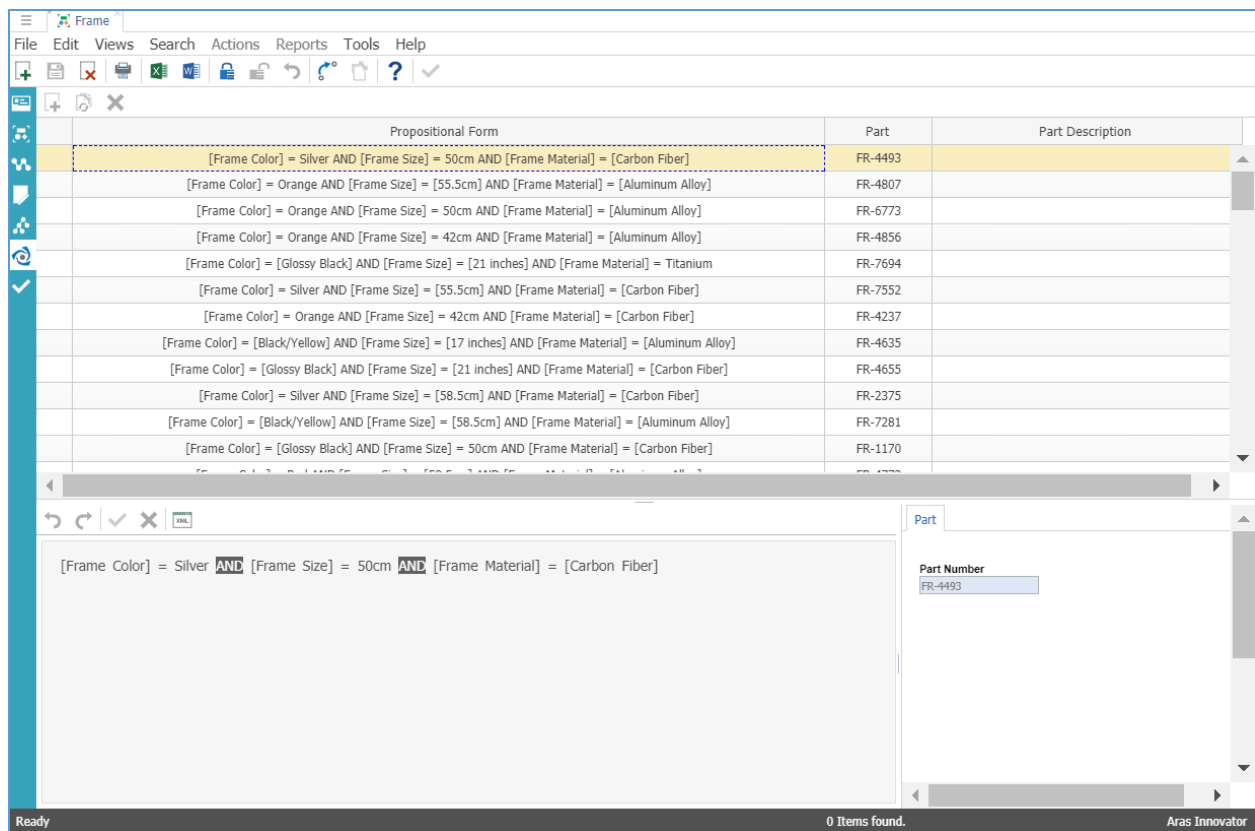 Frame
File Edit Views Search Actions Reports Tools Help
Propositional Form Part Part Description
[Frame Color] = Silver AND [Frame Size] = 50cm AND [Frame Material] = [Carbon Fiber] FR-4493
[Frame Color] = Orange AND [Frame Size] = [55.5cm] AND [Frame Material] = [Aluminum Alloy] FR-4807
[Frame Color] = Orange AND [Frame Size] = 50cm AND [Frame Material] = [Aluminum Alloy] FR-6773
[Frame Color] = Orange AND [Frame Size] = 42cm AND [Frame Material] = [Aluminum Alloy] FR-4856
[Frame Color] = [Glossy Black] AND [Frame Size] = [21 inches] AND [Frame Material] = Titanium FR-7694
[Frame Color] = Silver AND [Frame Size] = [55.5cm] AND [Frame Material] = [Carbon Fiber] FR-7552
[Frame Color] = Orange AND [Frame Size] = 42cm AND [Frame Material] = [Carbon Fiber] FR-4237
[Frame Color] = [Black/Yellow] AND [Frame Size] = [17 inches] AND [Frame Material] = [Aluminum Alloy] FR-4635
[Frame Color] = [Glossy Black] AND [Frame Size] = [21 inches] AND [Frame Material] = [Carbon Fiber] FR-4655
[Frame Color] = Silver AND [Frame Size] = [58.5cm] AND [Frame Material] = [Carbon Fiber] FR-2375
[Frame Color] = [Black/Yellow] AND [Frame Size] = [58.5cm] AND [Frame Material] = [Aluminum Alloy] FR-7281
[Frame Color] = [Glossy Black] AND [Frame Size] = 50cm AND [Frame Material] = [Carbon Fiber] FR-1170
XML
Part
[Frame Color] = Silver AND [Frame Size] = 50cm AND [Frame Material] = [Carbon Fiber]
Part Number
FR-4493
Ready 0 Items found. Aras Innovator